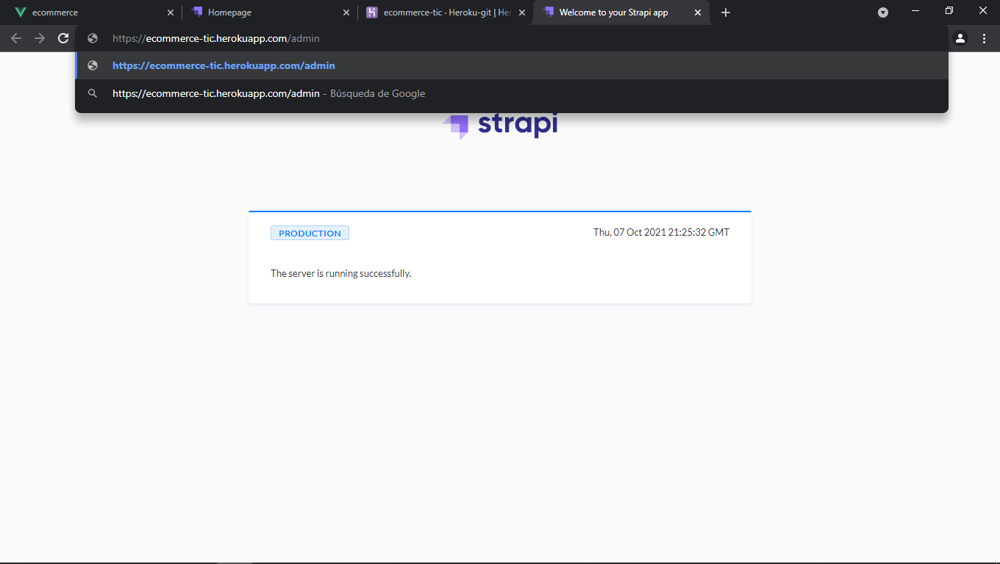 ecommerce
Homepage
ecommerce-tic · Heroku-git | Her
Welcome to your Strapi app
https://ecommerce-tic.herokuapp.com/admin
https://ecommerce-tic.herokuapp.com/admin
https://ecommerce-tic.herokuapp.com/admin - Búsqueda de Google
strapi
PRODUCTION
Thu, 07 Oct 2021 21:25:32 GMT
The server is running successfully.